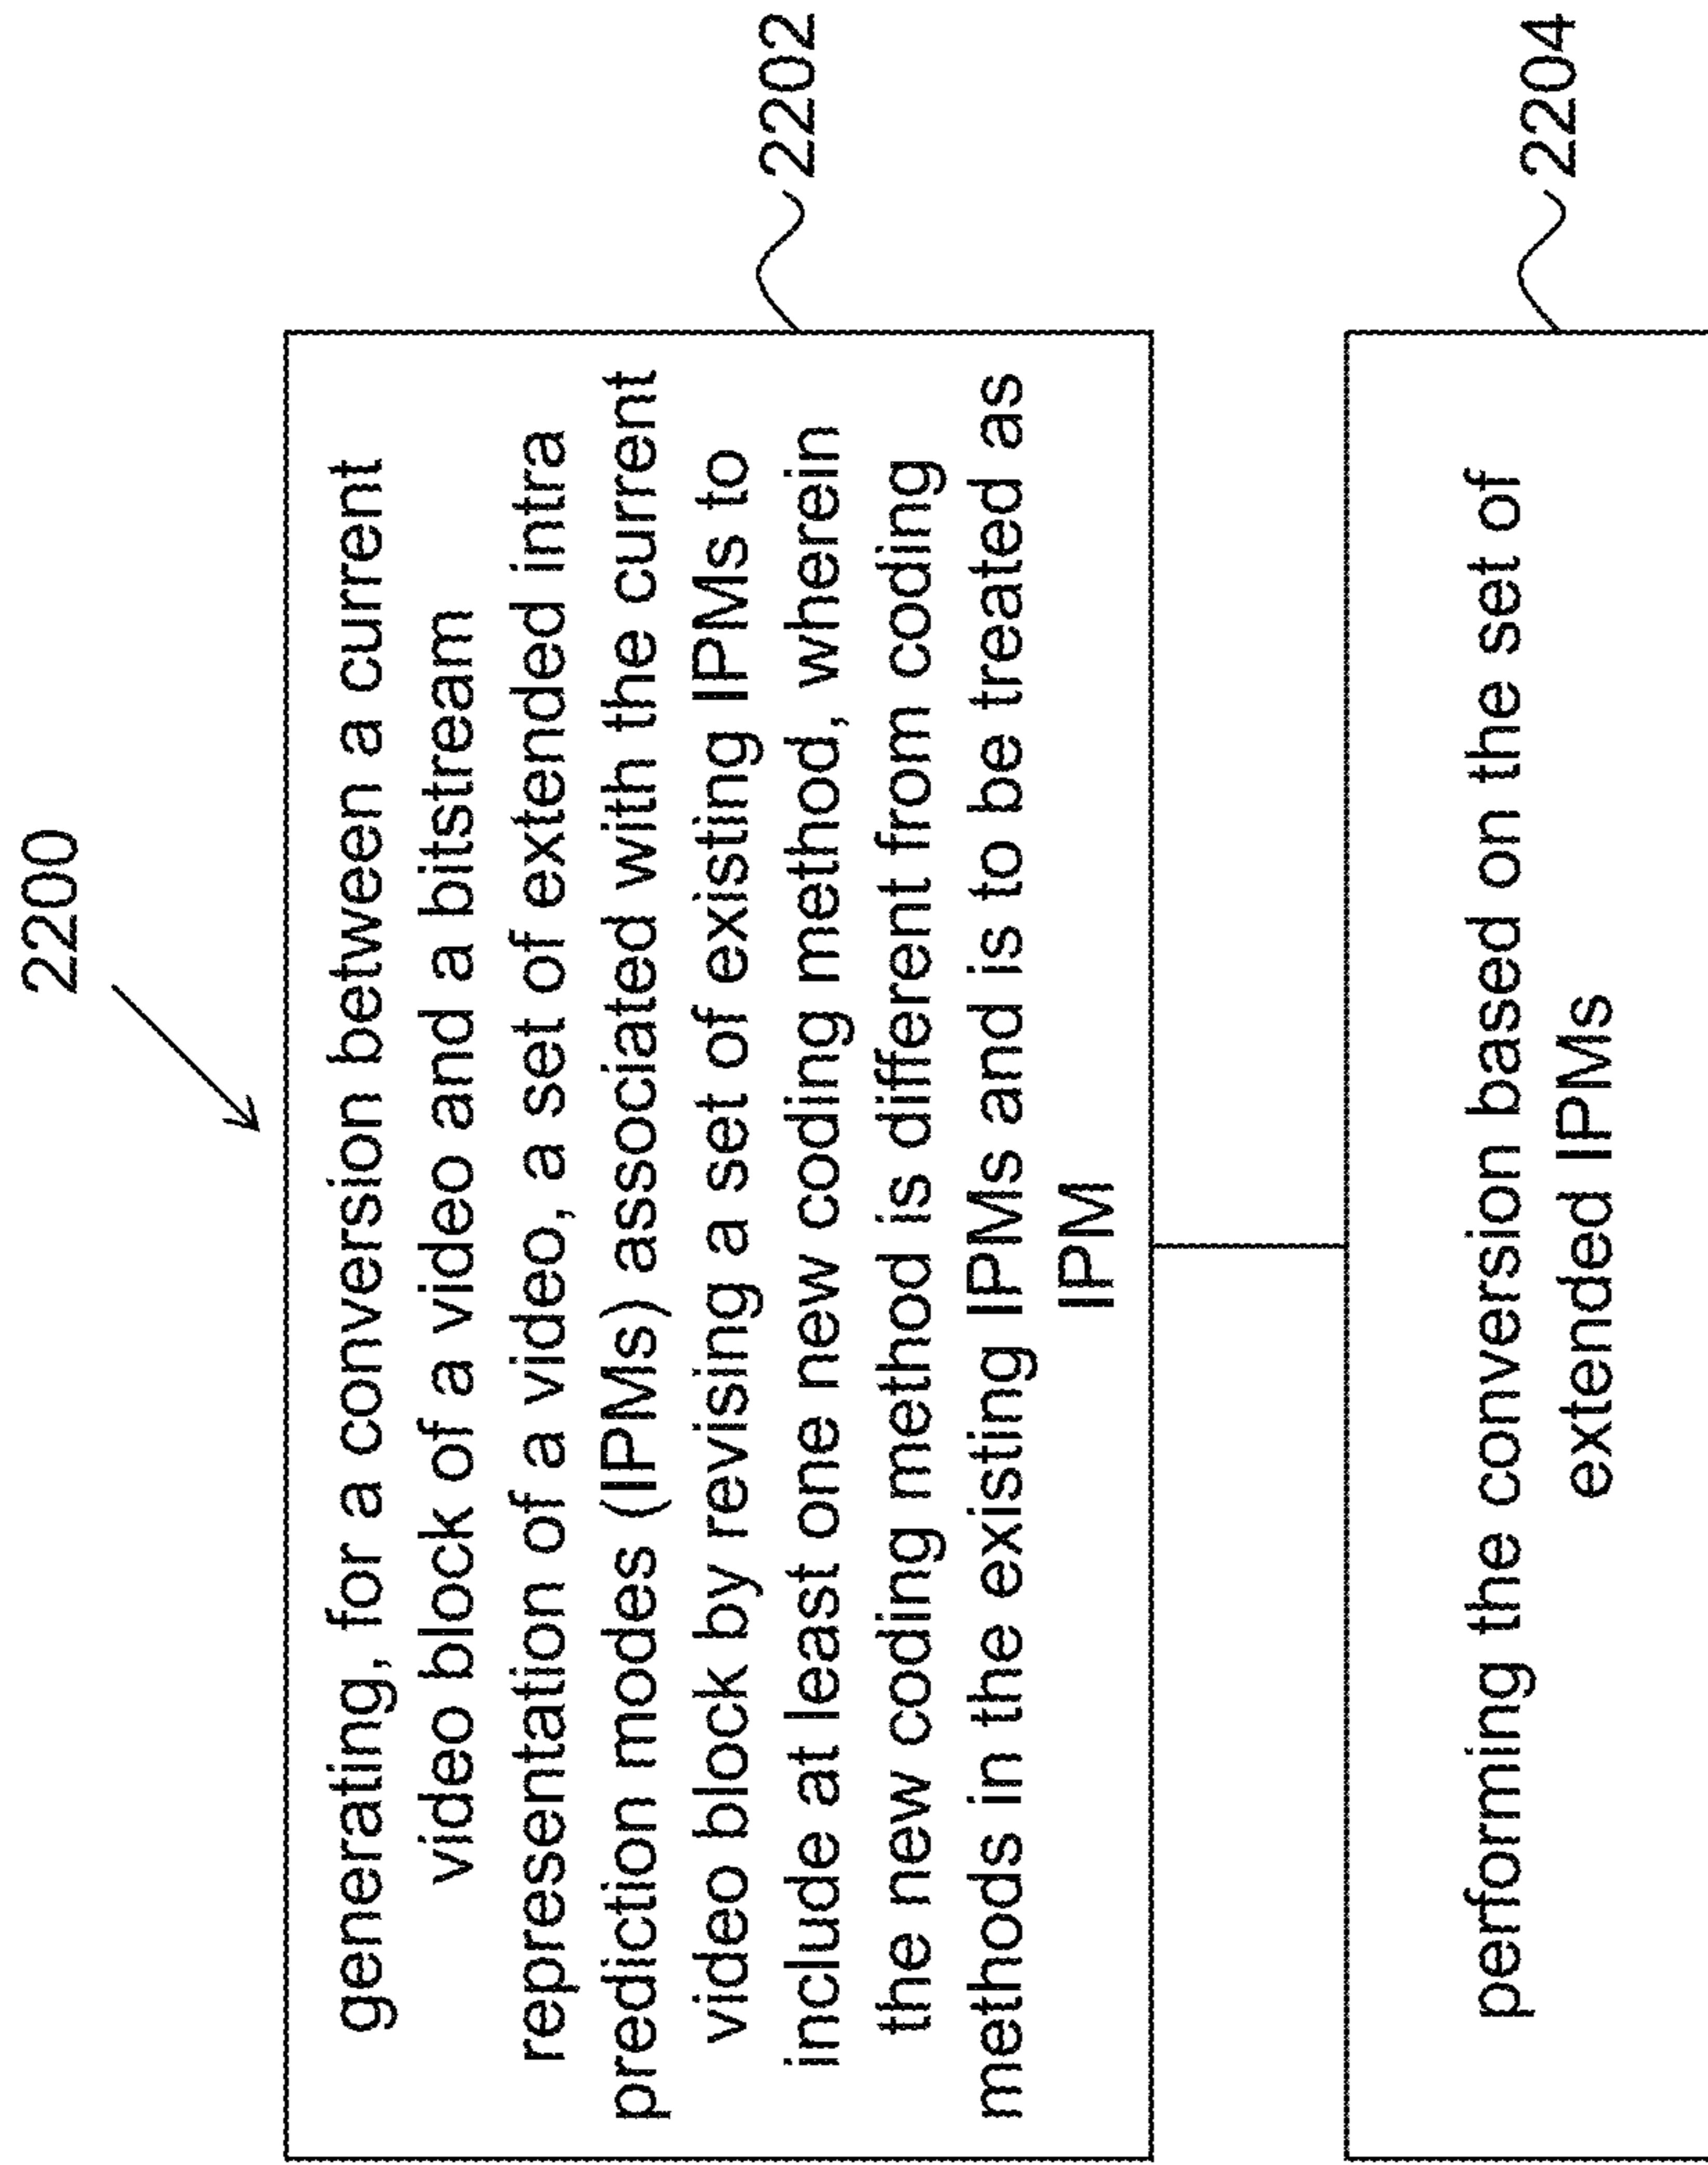 2200
generating, for a conversion between a current
video block of a video and a bitstream
representation of a video, a set of extended intra
prediction modes (IPMs) associated with the current
video block by revising a set of existing IPMs to
include at least one new coding method, wherein
the new coding method is different from coding
methods in the existing IPMs and is to be treated as
IPM
2202
performing the conversion based on the set of
extended IPMs
2204